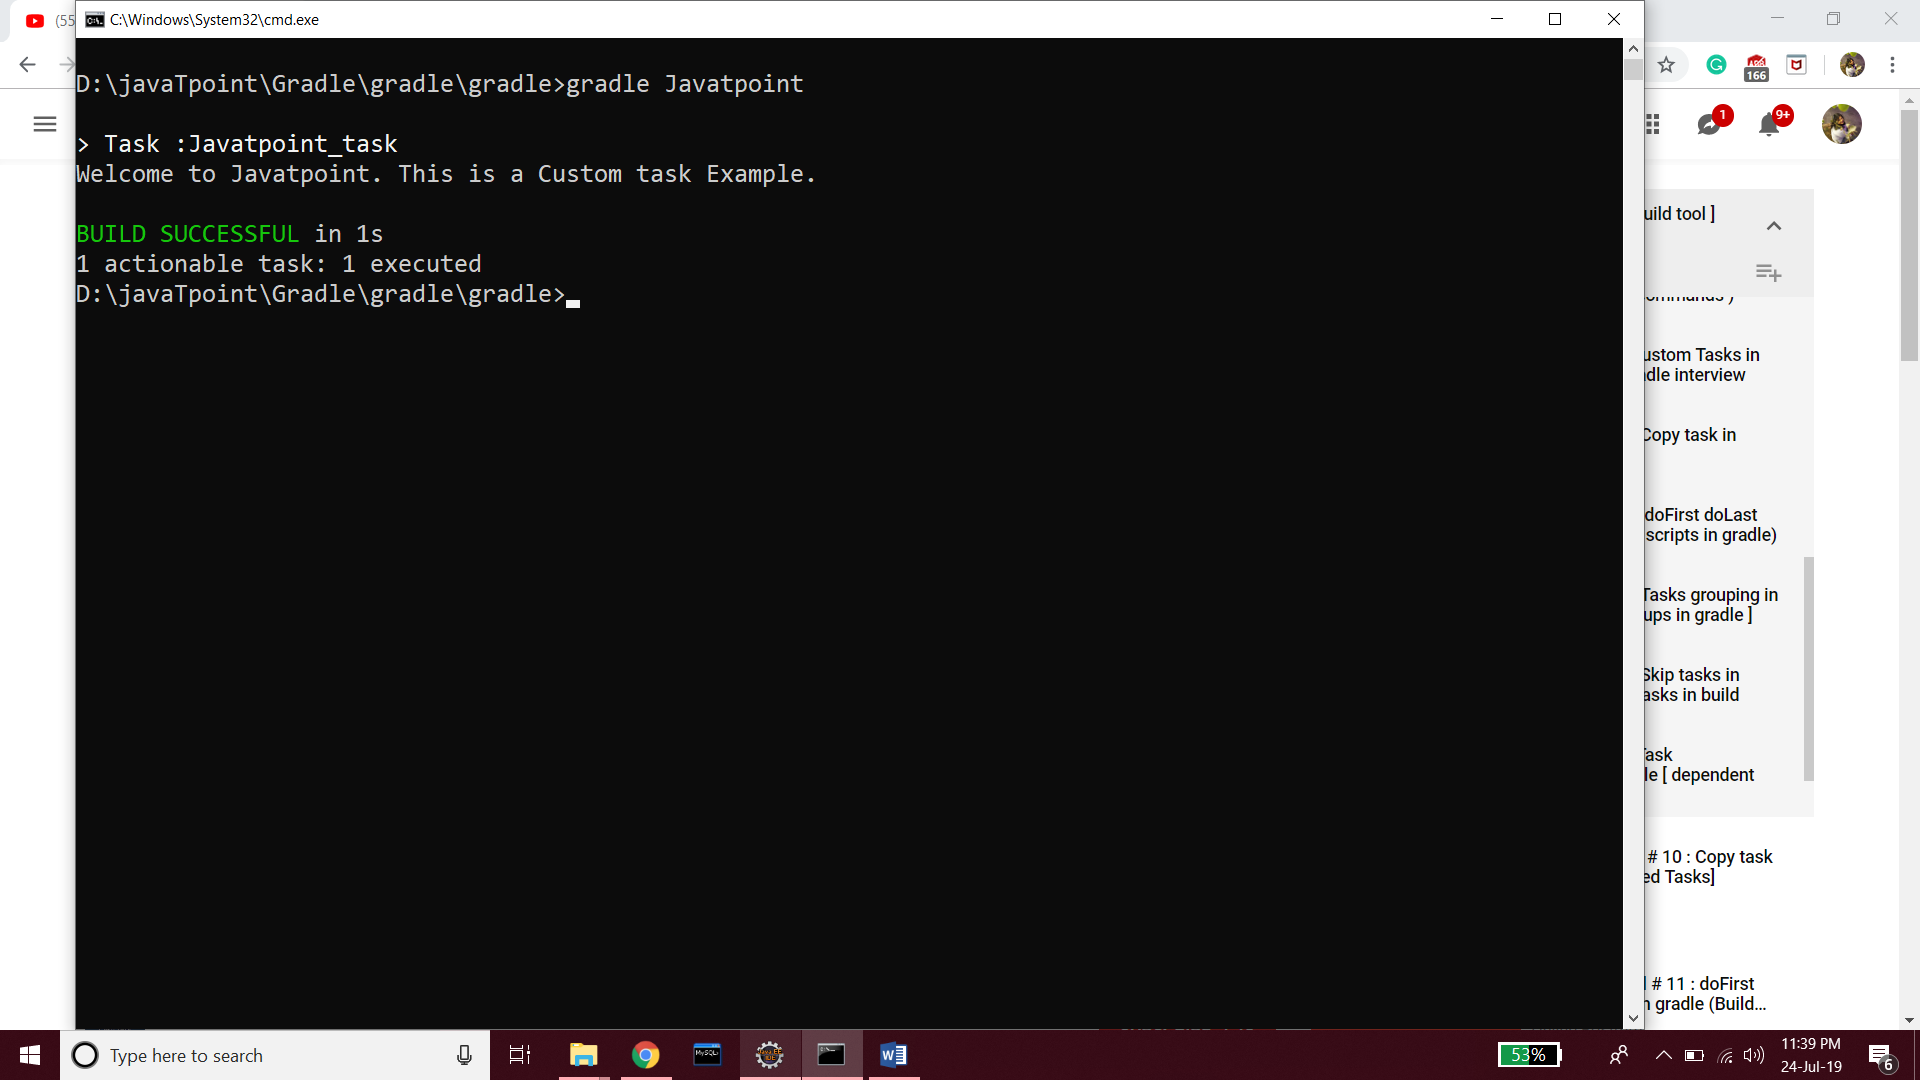 (55
C:\Windows\System32\cmd.exe
D:\javaTpoint\Gradle\gradle\gradle>gradle Javatpoint
> Task :Javatpoint_task
Welcome to Javatpoint. This is a Custom task Example.
BUILD SUCCESSFUL in 1s
1 actionable task: 1 executed
D:\javaTpoint\Gradle\gradle\gradle>
166
1
9+
uild tool ]
ommands )
ustom Tasks in
dle interview
Copy task in
doFirst doLast
scripts in gradle)
Tasks grouping in
ups in gradle ]
Skip tasks in
asks in build
Task
le [ dependent
# 10 : Copy task
ed Tasks]
# 11 : doFirst
n gradle (Build...
Type here to search
MySQL
53%
11:39 PM
24-Jul-19
6